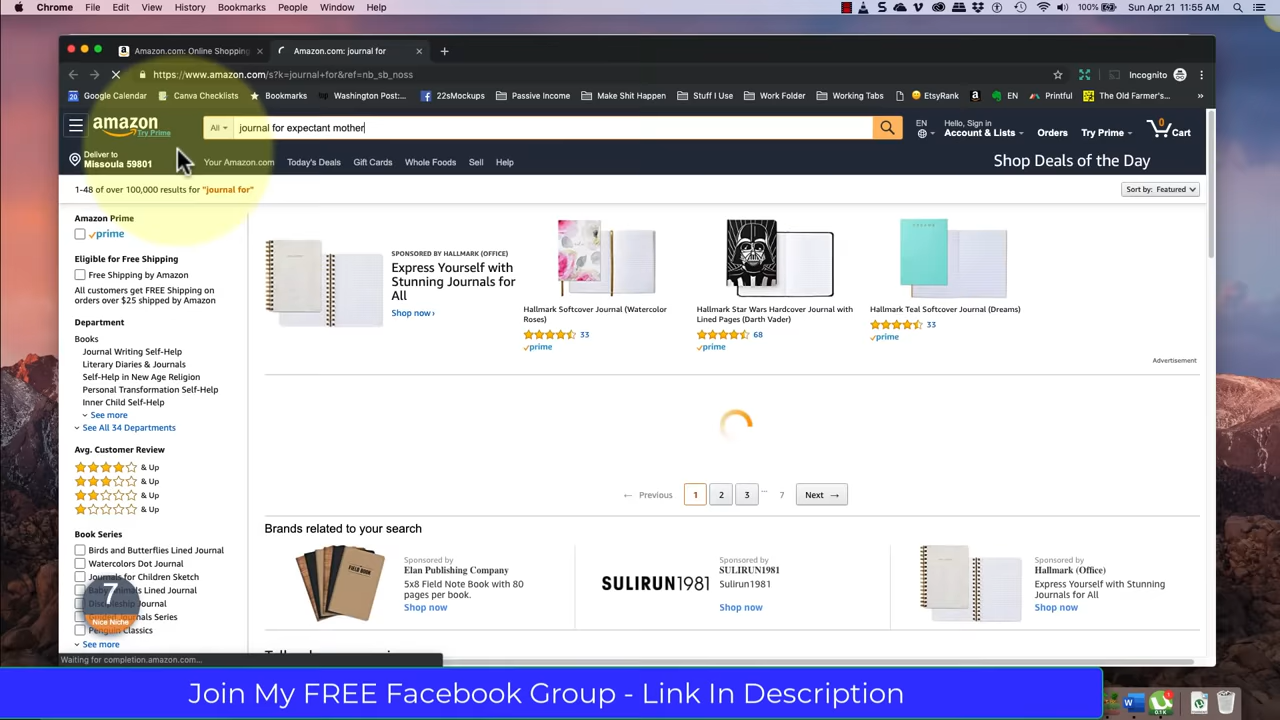 Chrome File Edit View History Bookmarks People Window Help
100% Sun Apr 21 11:55 AM
Amazon.com: Online Shopping
Amazon.com: journal for
https://www.amazon.com/s?k=journal+for&ref=nb_sb_noss
Incognito
Google Calendar Canva Checklists Bookmarks Washington Post:... 22sMockups Passive Income Make Shit Happen Stuff I Use Work Folder Working Tabs EtsyRank EN Printful The Old Farmer's... »
amazon
Try Prime
All journal for expectant mother
EN
Hello, Sign in
Account & Lists Orders Try Prime 0 Cart
Deliver to
Missoula 59801
Your Amazon.com Today's Deals Gift Cards Whole Foods Sell Help
Shop Deals of the Day
1-48 of over 100,000 results for "journal for"
Sort by: Featured
Amazon Prime
prime
Eligible for Free Shipping
Free Shipping by Amazon
All customers get FREE Shipping on
orders over $25 shipped by Amazon
Department
Books
Journal Writing Self-Help
Literary Diaries & Journals
Self-Help in New Age Religion
Personal Transformation Self-Help
Inner Child Self-Help
See more
See All 34 Departments
Avg. Customer Review
& Up
& Up
& Up
& Up
Book Series
Birds and Butterflies Lined Journal
Watercolors Dot Journal
Journals for Children Sketch
Animals Lined Journal
Journal
Journals Series
Penguin Classics
See more
7
Nice Niche
SPONSORED BY HALLMARK (OFFICE)
Express Yourself with
Stunning Journals for
All
Shop now ›
Hallmark Softcover Journal (Watercolor
Roses)
33
prime
Hallmark Star Wars Hardcover Journal with
Lined Pages (Darth Vader)
68
prime
Hallmark Teal Softcover Journal (Dreams)
33
prime
Advertisement
← Previous 1 2 3 ... 7 Next →
Brands related to your search
FIELD NOTES
Sponsored by
Elan Publishing Company
5x8 Field Note Book with 80
pages per book.
Shop now
SULIRUN1981
Sponsored by
SULIRUN1981
Sulirun1981
Shop now
Sponsored by
Hallmark (Office)
Express Yourself with Stunning
Journals for All
Shop now
Waiting for completion.amazon.com...
Join My FREE Facebook Group - Link In Description